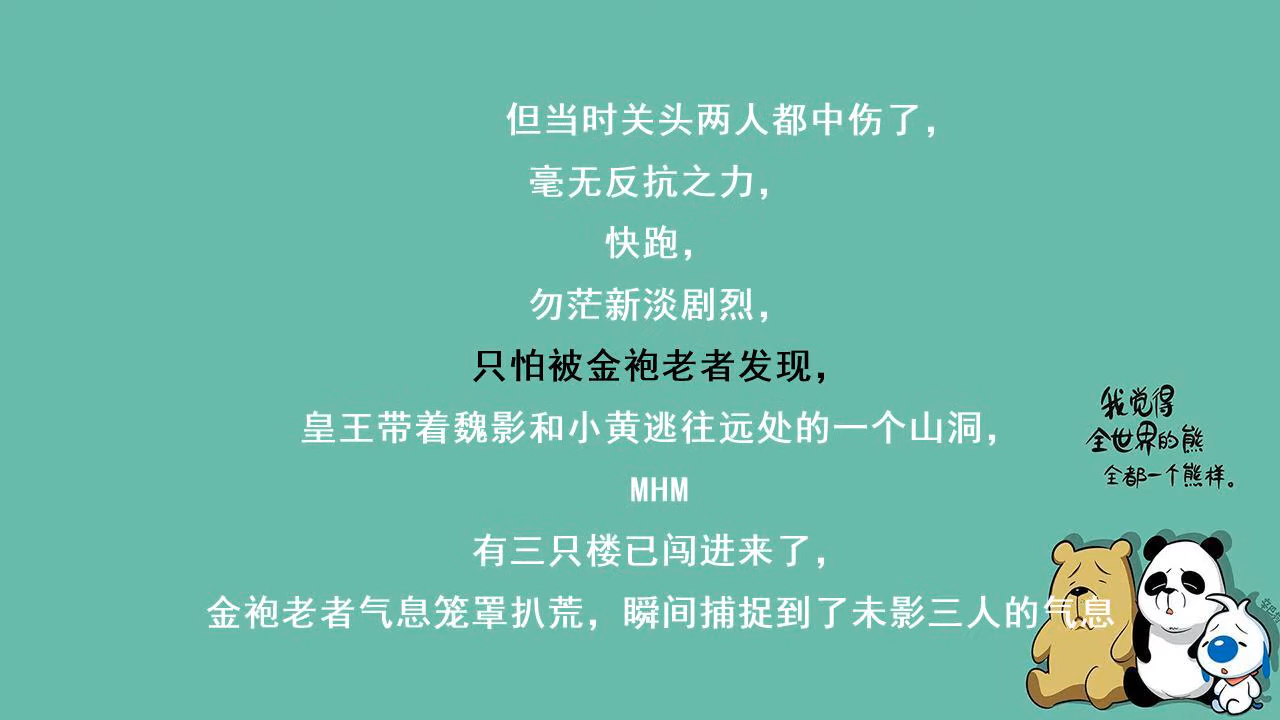 但当时关头两人都中伤了，
毫无反抗之力，
快跑，
勿茫新淡剧烈，
只怕被金袍老者发现，
皇王带着魏影和小黄逃往远处的一个山洞，
MHM
有三只楼已闯进来了，
金袍老者气息笼罩扒荒，瞬间捕捉到了未影三人的气息
我觉得
全世界的熊
全都一个熊样。